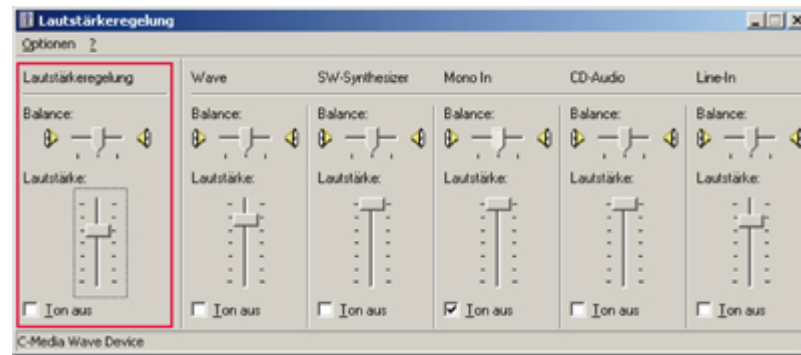 Lautstärkeregelung
Optionen ?
Lautstärkeregelung Wave SW-Synthesizer Mono In CD-Audio Line-In
Balance: Balance: Balance: Balance: Balance: Balance:
Lautstärke: Lautstärke: Lautstärke: Lautstärke: Lautstärke: Lautstärke:
Ton aus Ton aus Ton aus Ton aus Ton aus Ton aus
C-Media Wave Device